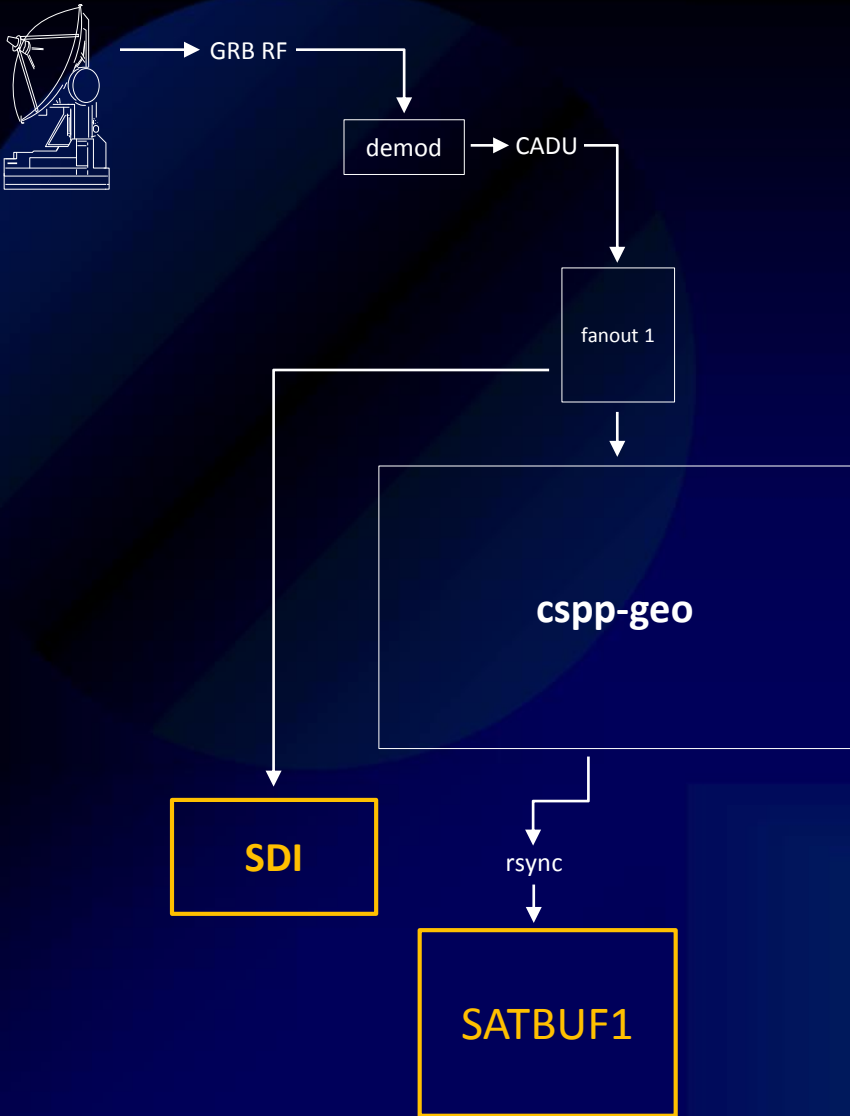 GRB RF
demod
CADU
fanout 1
cspp-geo
SDI
rsync
SATBUF1